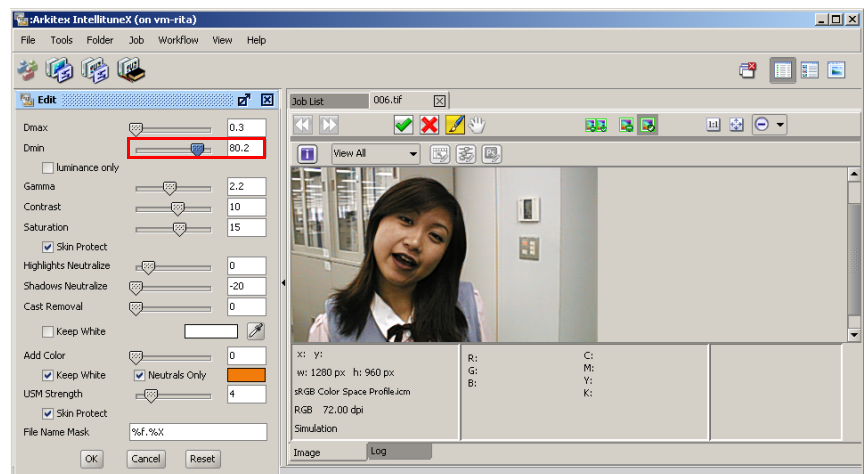 :Arkitex IntellituneX (on vm-rita)
File Tools Folder Job Workflow View Help
Edit
Dmax 0.3
Dmin 80.2
luminance only
Gamma 2.2
Contrast 10
Saturation 15
Skin Protect
Highlights Neutralize 0
Shadows Neutralize -20
Cast Removal 0
Keep White
Add Color 0
Keep White Neutrals Only
USM Strength 4
Skin Protect
File Name Mask %f.%X
OK Cancel Reset
Job List 006.tif
1:1
View All
x: y:
w: 1280 px h: 960 px
sRGB Color Space Profile.icm
RGB 72.00 dpi
Simulation
R:
G:
B:
C:
M:
Y:
K:
Image Log